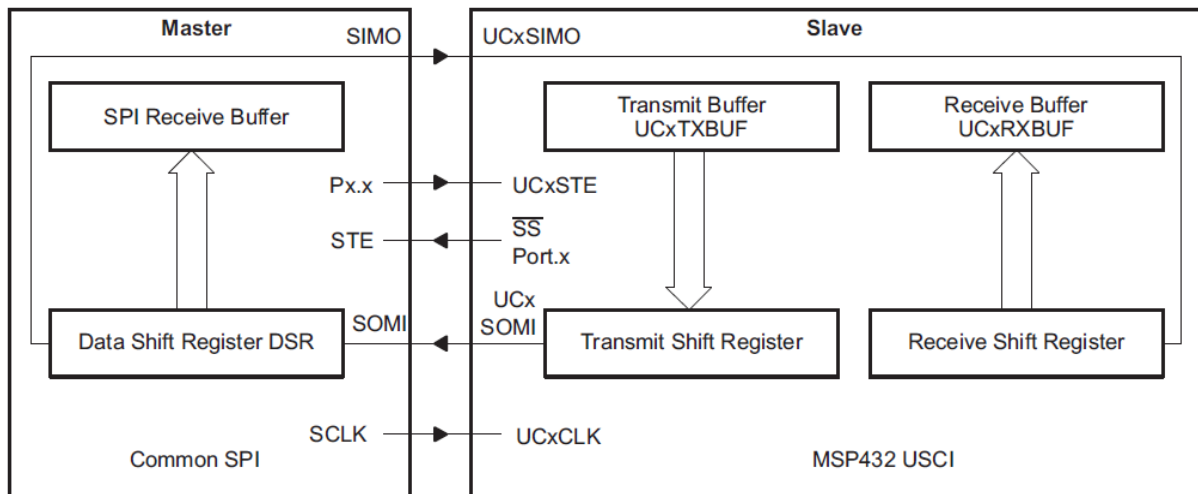 Master
SIMO
UCxSIMO
Slave
SPI Receive Buffer
Transmit Buffer
UCxTXBUF
Receive Buffer
UCxRXBUF
Px.x
UCxSTE
STE
SS
Port.x
SOMI
UCx
SOMI
Data Shift Register DSR
Transmit Shift Register
Receive Shift Register
SCLK
UCxCLK
Common SPI
MSP432 USCI